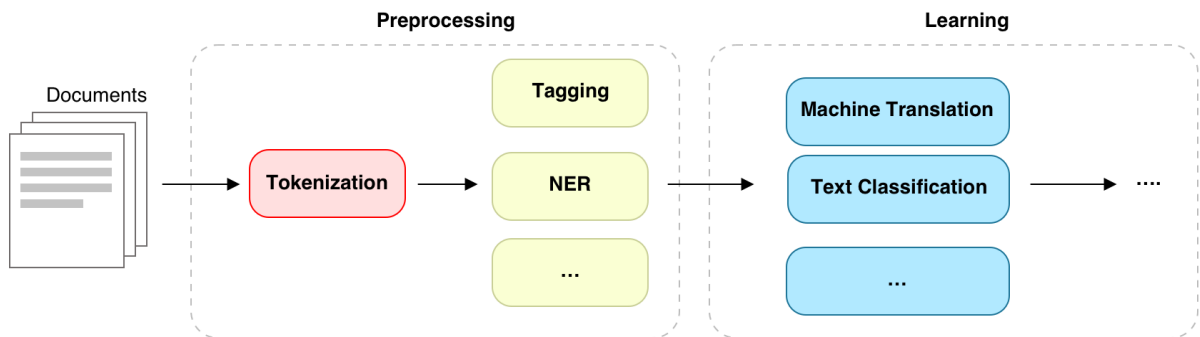 Preprocessing
Learning
Documents
Tokenization
Tagging
NER
...
Machine Translation
Text Classification
...
....